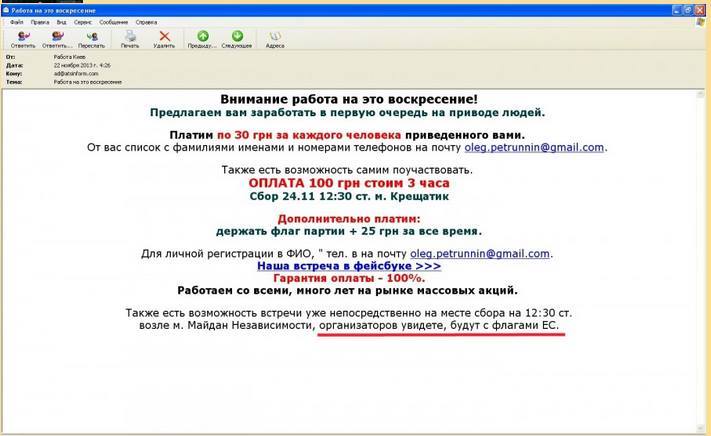 Работа на это воскресение
Файл Правка Вид Сервис Сообщение Справка
Ответить Ответить... Переслать Печать Удалить Предыду... Следующее Адреса
От: Работа Киев
Дата: 22 ноября 2013 г. 4:26
Кому: ad@atsinform.com
Тема: Работа на это воскресение
Внимание работа на это воскресение!
Предлагаем вам заработать в первую очередь на приводе людей.
Платим по 30 грн за каждого человека приведенного вами.
От вас список с фамилиями именами и номерами телефонов на почту oleg.petrunnin@gmail.com.
Также есть возможность самим поучаствовать.
ОПЛАТА 100 грн стоим 3 часа
Сбор 24.11 12:30 ст. м. Крещатик
Дополнительно платим:
держать флаг партии + 25 грн за все время.
Для личной регистрации в ФИО, " тел. в на почту oleg.petrunnin@gmail.com.
Наша встреча в фейсбуке >>>
Гарантия оплаты - 100%.
Работаем со всеми, много лет на рынке массовых акций.
Также есть возможность встречи уже непосредственно на месте сбора на 12:30 ст.
возле м. Майдан Независимости, организаторов увидете, будут с флагами ЕС.